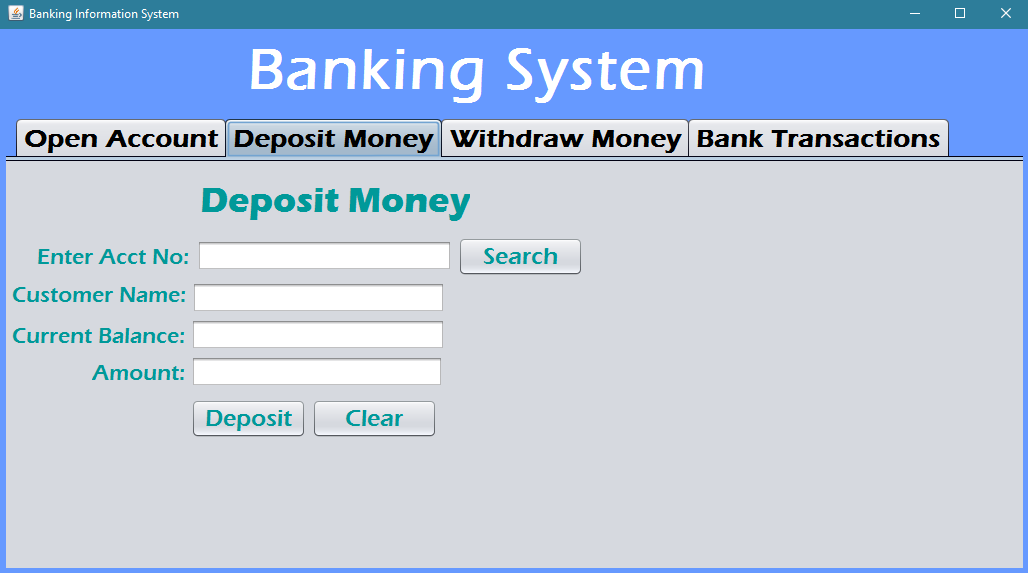 Banking Information System
Banking System
Open Account Deposit Money Withdraw Money Bank Transactions
Deposit Money
Enter Acct No: Search
Customer Name:
Current Balance:
Amount:
Deposit Clear